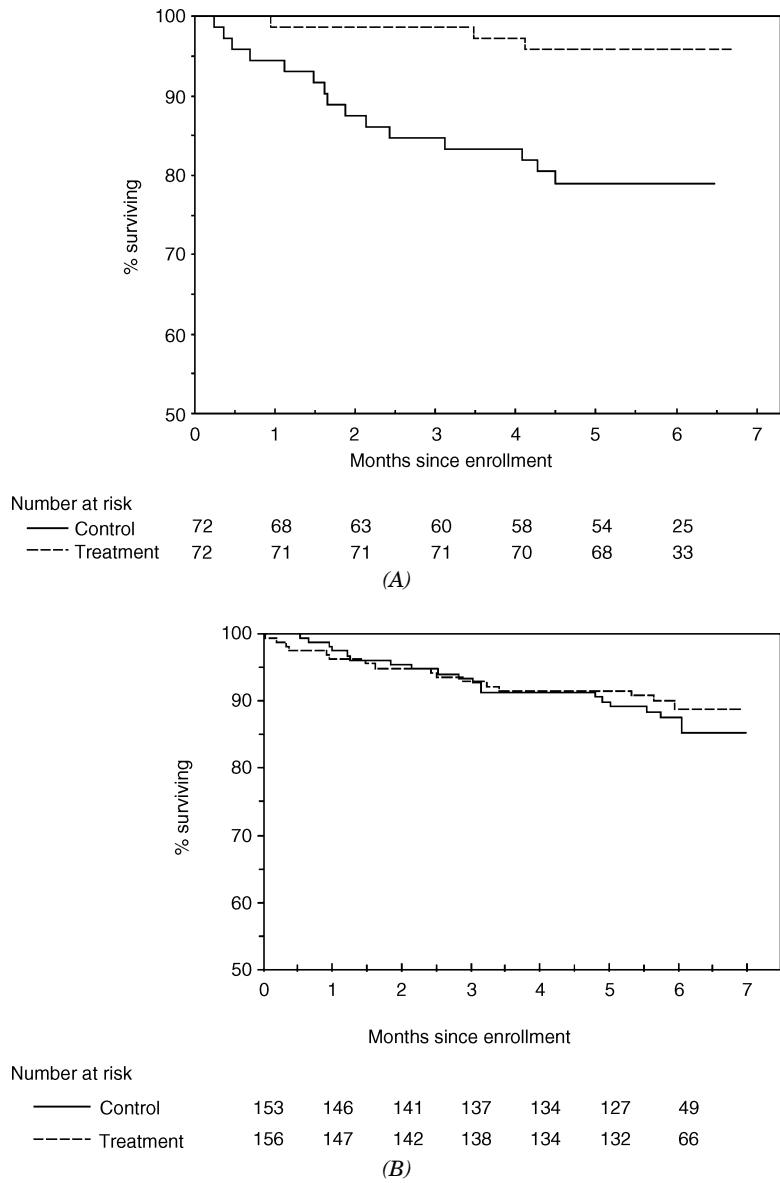 100
90
80
70
60
50
% surviving
0 1 2 3 4 5 6 7
Months since enrollment
Number at risk
Control 72 68 63 60 58 54 25
Treatment 72 71 71 71 70 68 33
(A)
100
90
80
70
60
50
% surviving
0 1 2 3 4 5 6 7
Months since enrollment
Number at risk
Control 153 146 141 137 134 127 49
Treatment 156 147 142 138 134 132 66
(B)